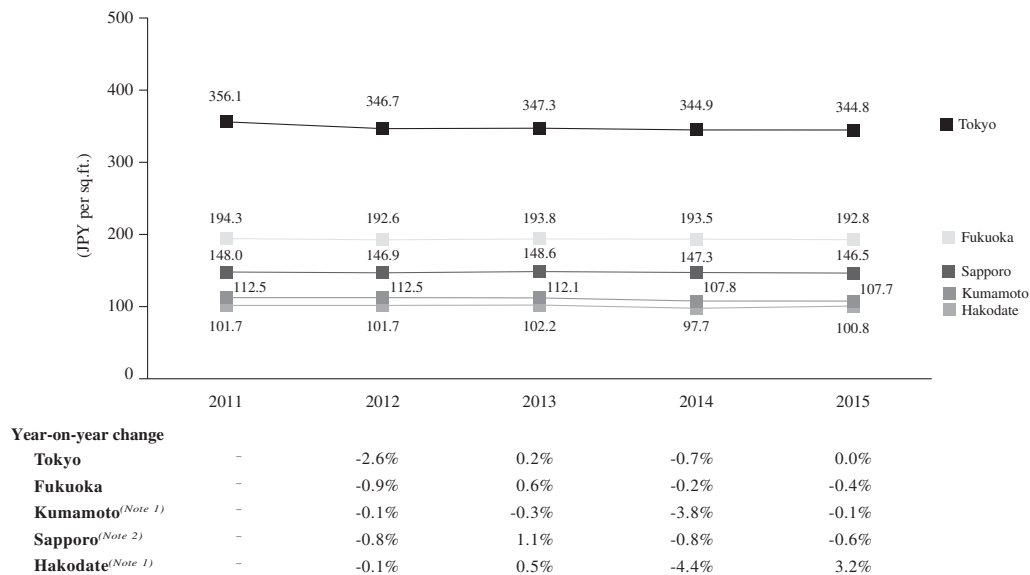 500
400
300
200
100
0
(JPY per sq.ft.)
356.1 346.7 347.3 344.9 344.8
Tokyo
194.3 192.6 193.8 193.5 192.8
Fukuoka
148.0 146.9 148.6 147.3 146.5
Sapporo
112.5 112.5 112.1 107.8 107.7
Kumamoto
Hakodate
101.7 101.7 102.2 97.7 100.8
2011 2012 2013 2014 2015
Year-on-year change
Tokyo – -2.6% 0.2% -0.7% 0.0%
Fukuoka – -0.9% 0.6% -0.2% -0.4%
Kumamoto(Note 1) – -0.1% -0.3% -3.8% -0.1%
Sapporo(Note 2) – -0.8% 1.1% -0.8% -0.6%
Hakodate(Note 1) – -0.1% 0.5% -4.4% 3.2%